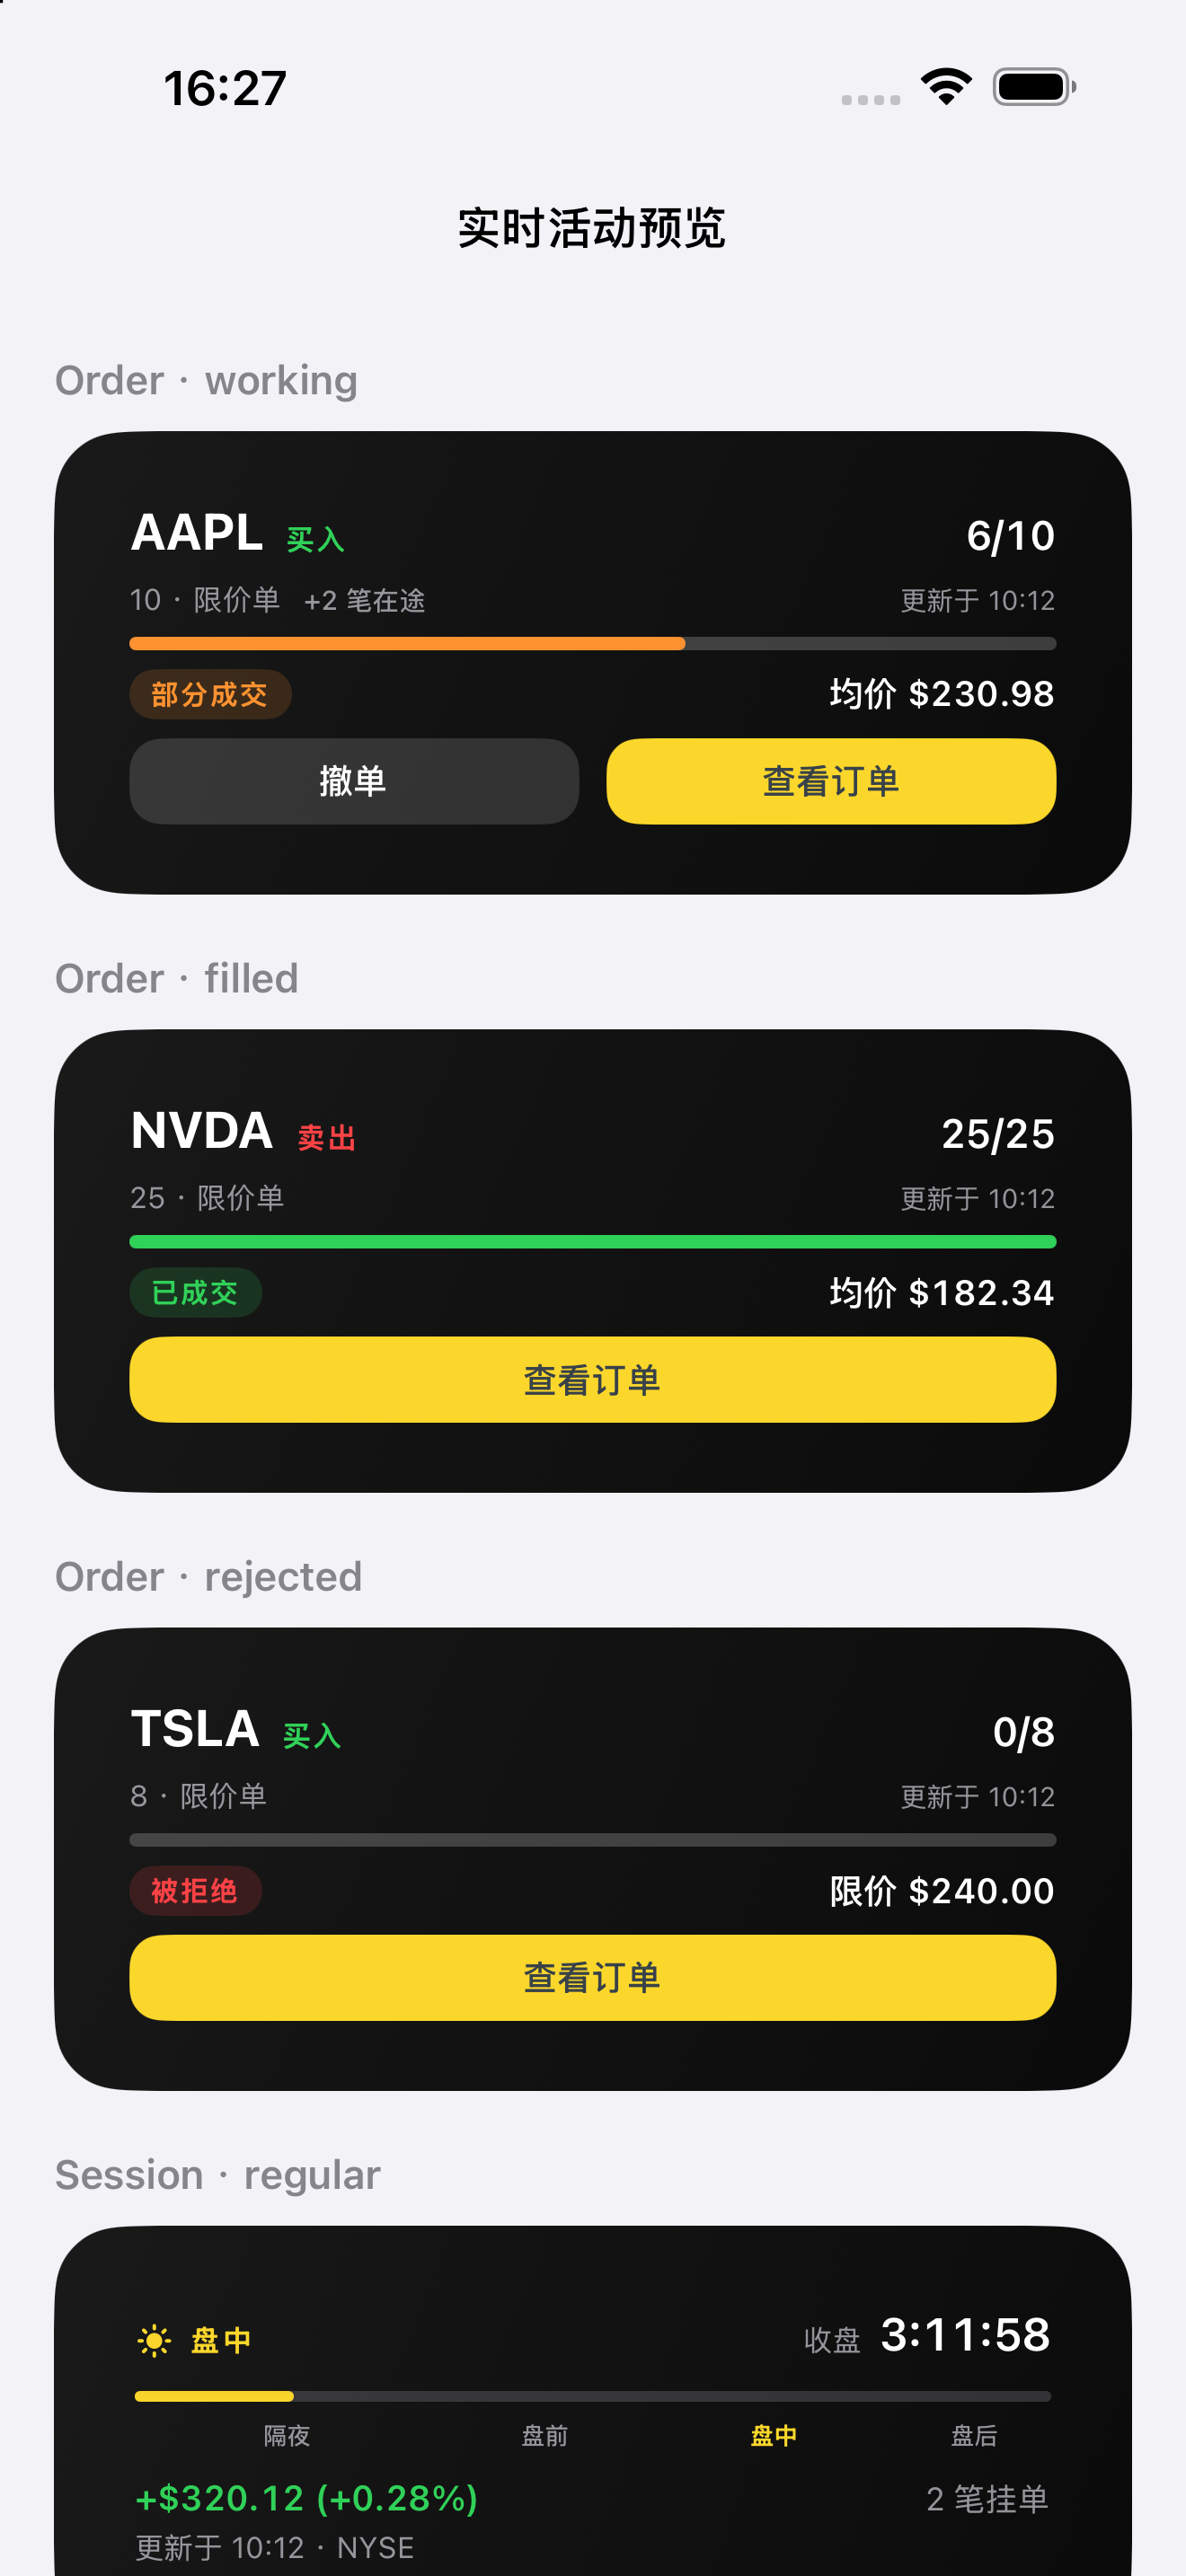 16:27
实时活动预览
Order · working
AAPL 买入 6/10
10 · 限价单 +2 笔在途 更新于 10:12
部分成交 均价 $230.98
撤单 查看订单
Order · filled
NVDA 卖出 25/25
25 · 限价单 更新于 10:12
已成交 均价 $182.34
查看订单
Order · rejected
TSLA 买入 0/8
8 · 限价单 更新于 10:12
被拒绝 限价 $240.00
查看订单
Session · regular
盘中 收盘 3:11:58
隔夜 盘前 盘中 盘后
+$320.12 (+0.28%) 2 笔挂单
更新于 10:12 · NYSE